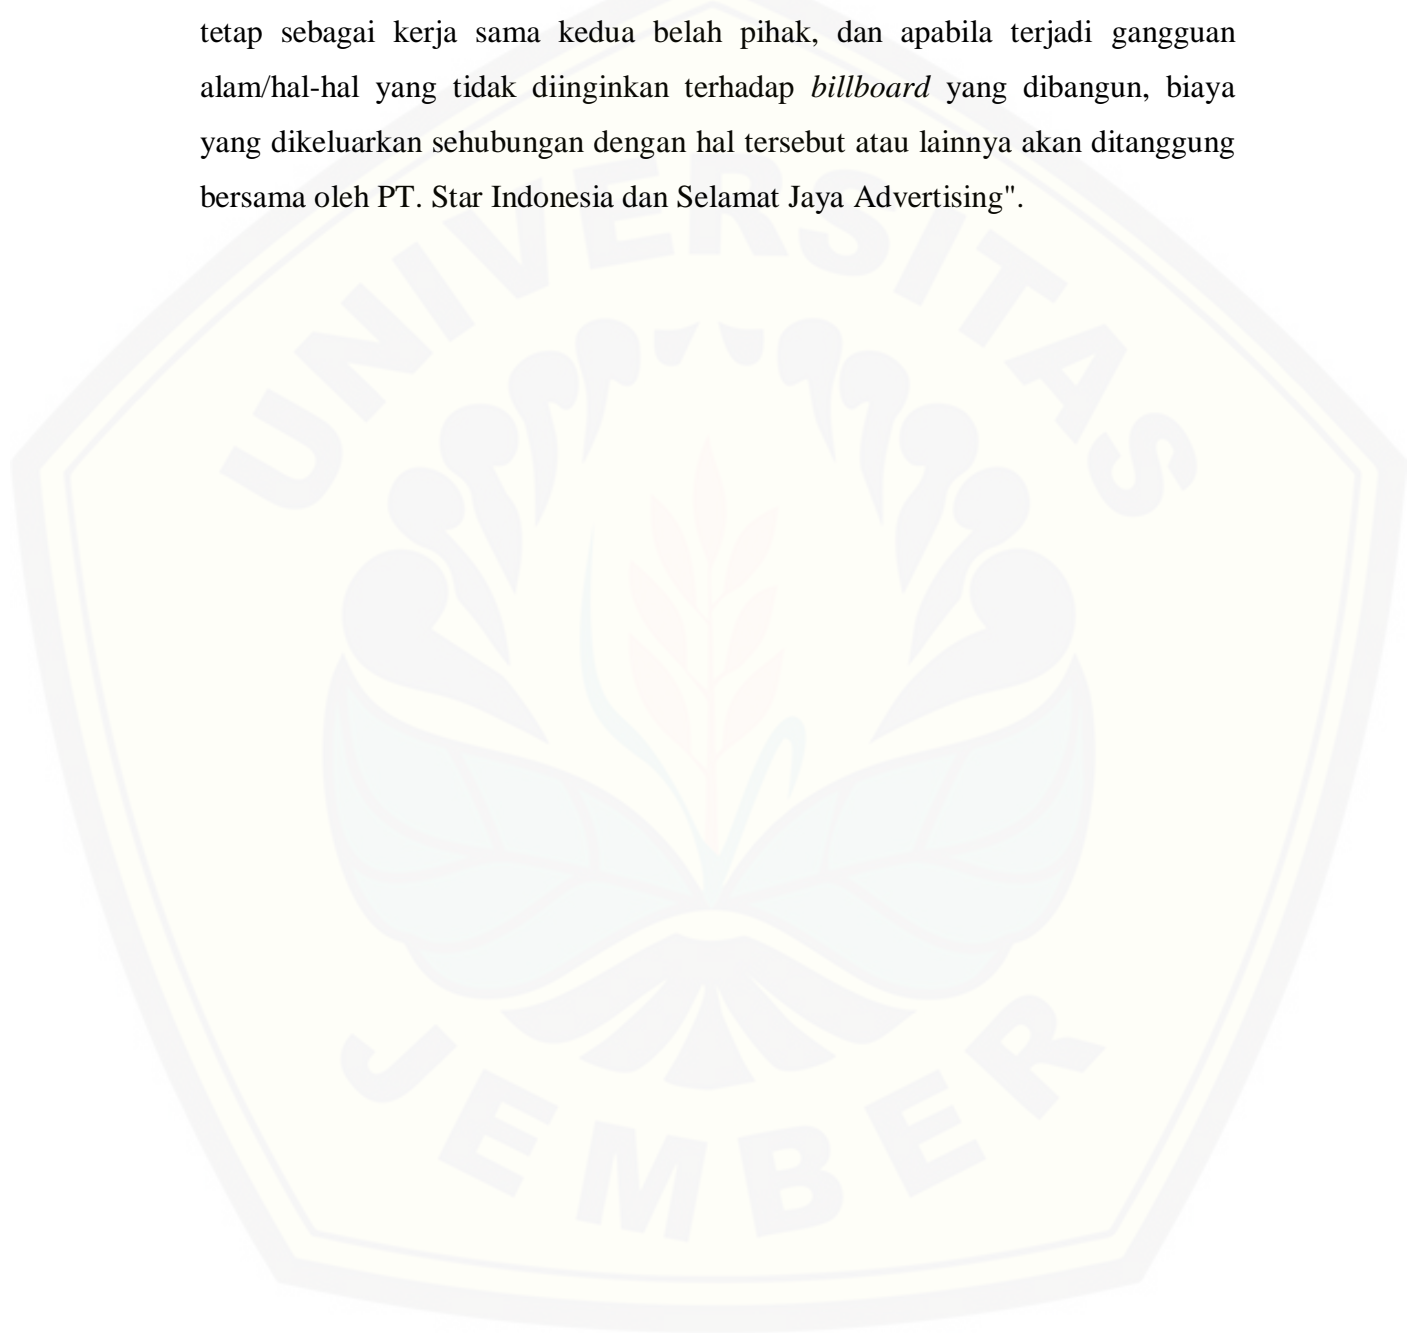 tetap sebagai kerja sama kedua belah pihak, dan apabila terjadi gangguan
alam/hal-hal yang tidak diinginkan terhadap billboard yang dibangun, biaya
yang dikeluarkan sehubungan dengan hal tersebut atau lainnya akan ditanggung
bersama oleh PT. Star Indonesia dan Selamat Jaya Advertising".
UNIVERSITAS
JEMBER